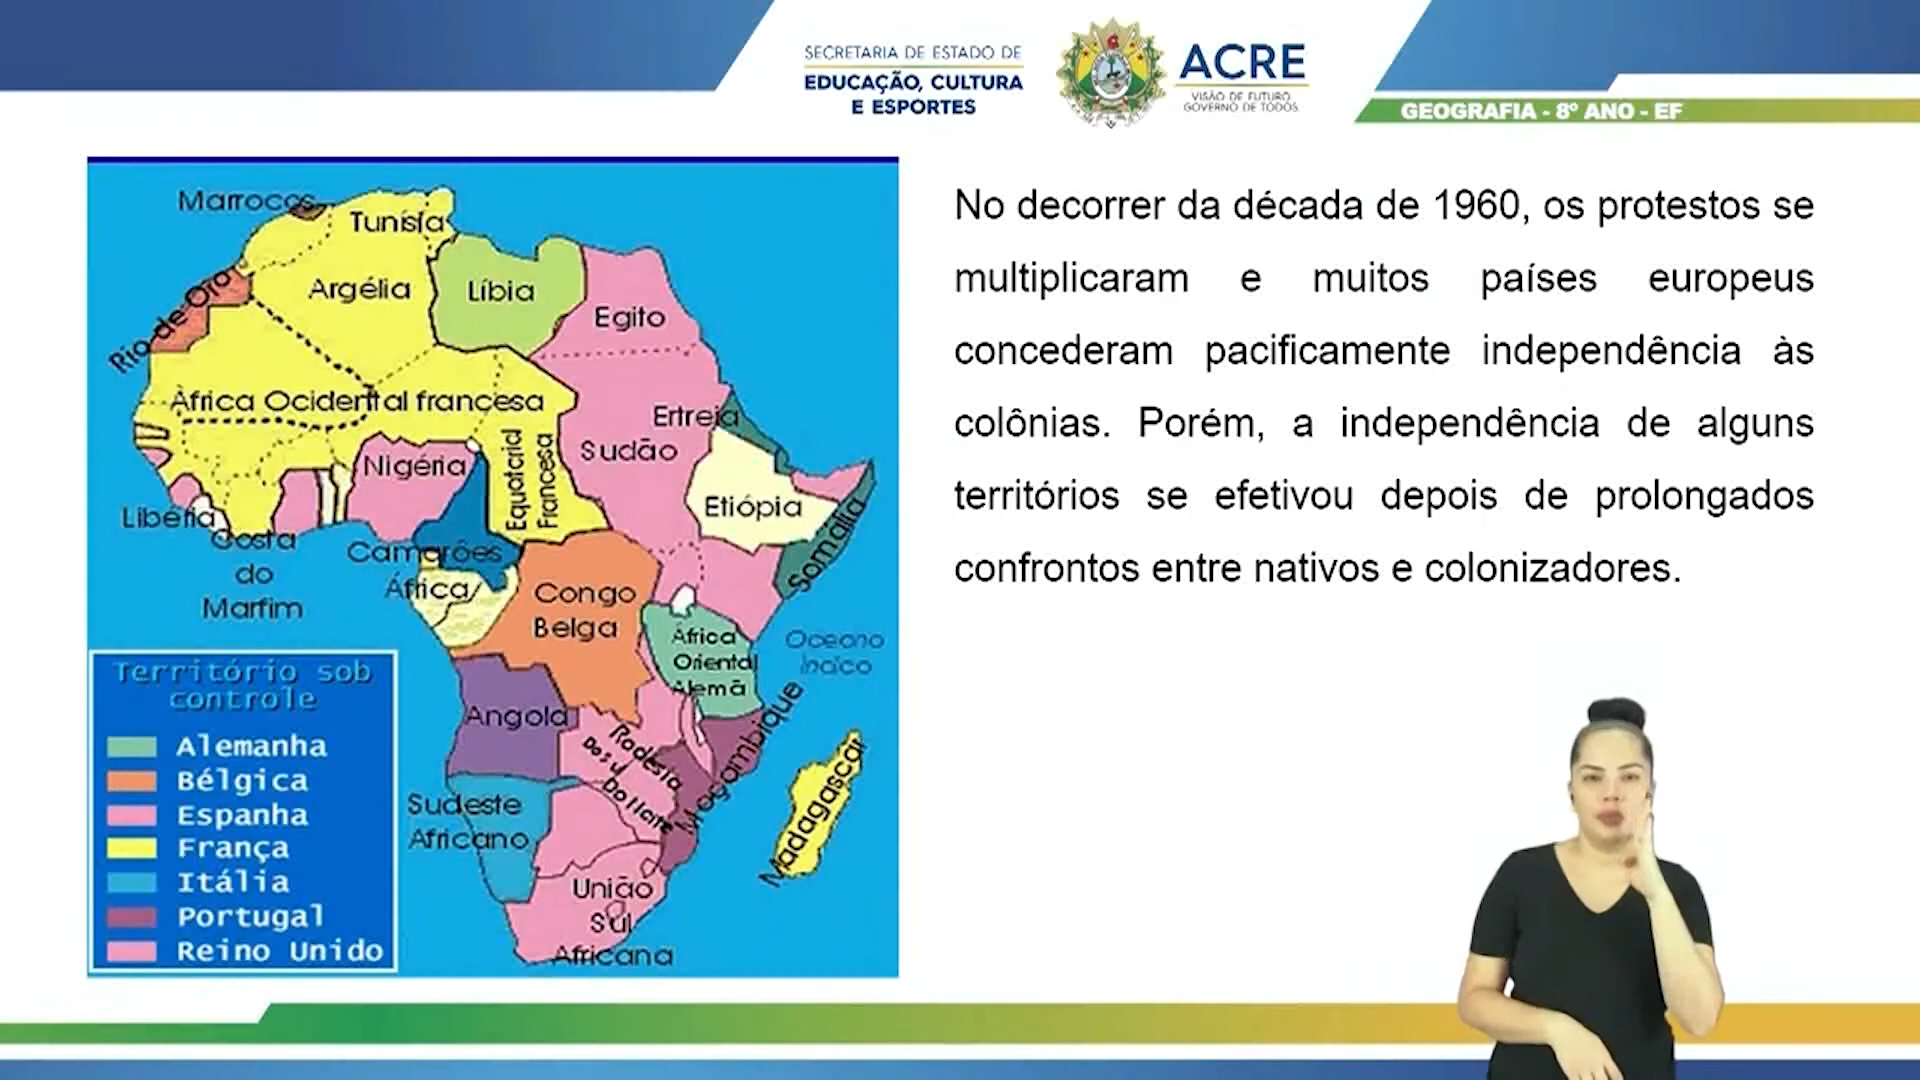 SECRETARIA DE ESTADO DE
EDUCAÇÃO, CULTURA
E ESPORTES
ACRE
VISÃO DE FUTURO
GOVERNO DE TODOS
GEOGRAFIA - 8º ANO - EF
Marrocos
Tunísia
Argélia
Líbia
Egito
Rio de Oro
África Ocidental francesa
Ertreia
Sudão
Nigéria
Equatorial
Francesa
Etiópia
Libéria
Costa
do
Marfim
Camarões
África
Somália
Congo
Belga
África
Oriental
Alemã
Oceano
Indico
Angola
Rodésia
Do Sul
Do Norte
Moçambique
Madagascar
Sudeste
Africano
União
Sul
Africana
Território sob
controle
Alemanha
Bélgica
Espanha
França
Itália
Portugal
Reino Unido
No decorrer da década de 1960, os protestos se
multiplicaram e muitos países europeus
concederam pacificamente independência às
colônias. Porém, a independência de alguns
territórios se efetivou depois de prolongados
confrontos entre nativos e colonizadores.